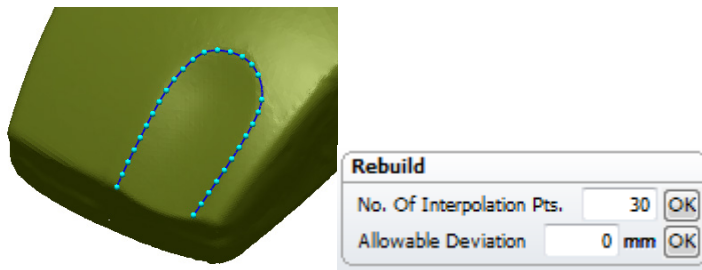 Rebuild
No. Of Interpolation Pts. 30 OK
Allowable Deviation 0 mm OK